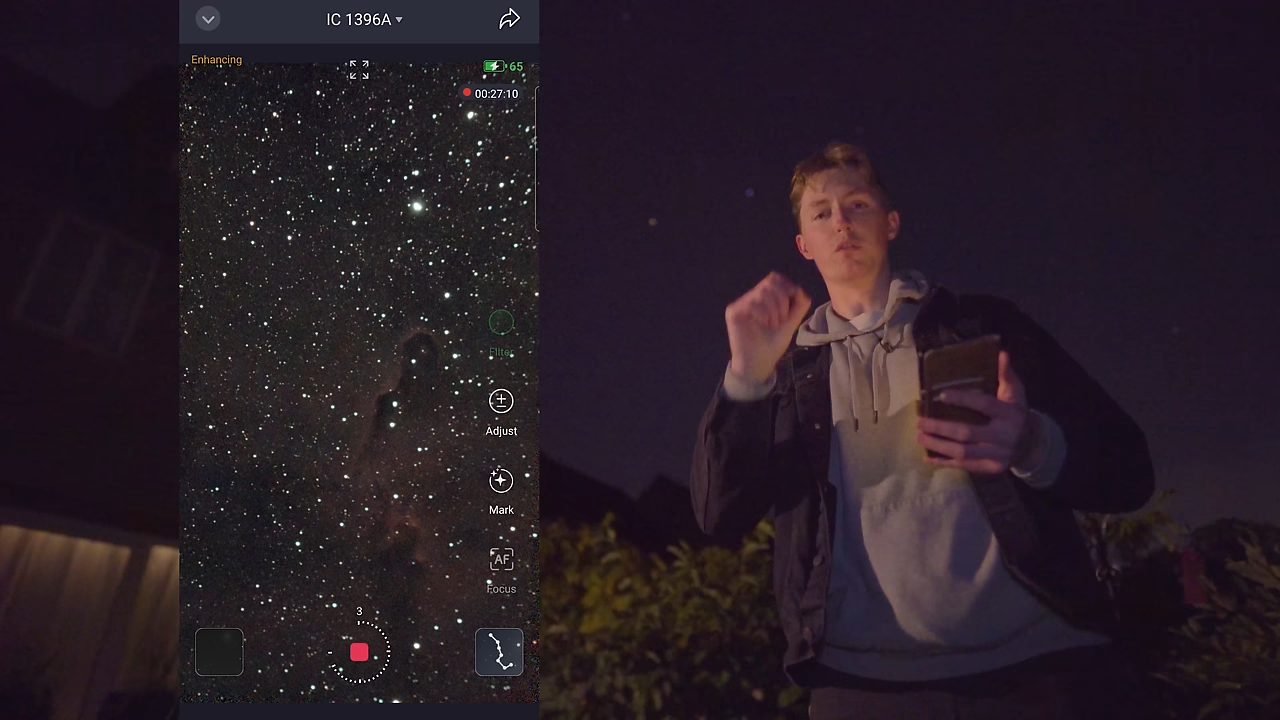 IC 1396A
Enhancing
65
00:27:10
Filter
Adjust
Mark
AF
Focus
3